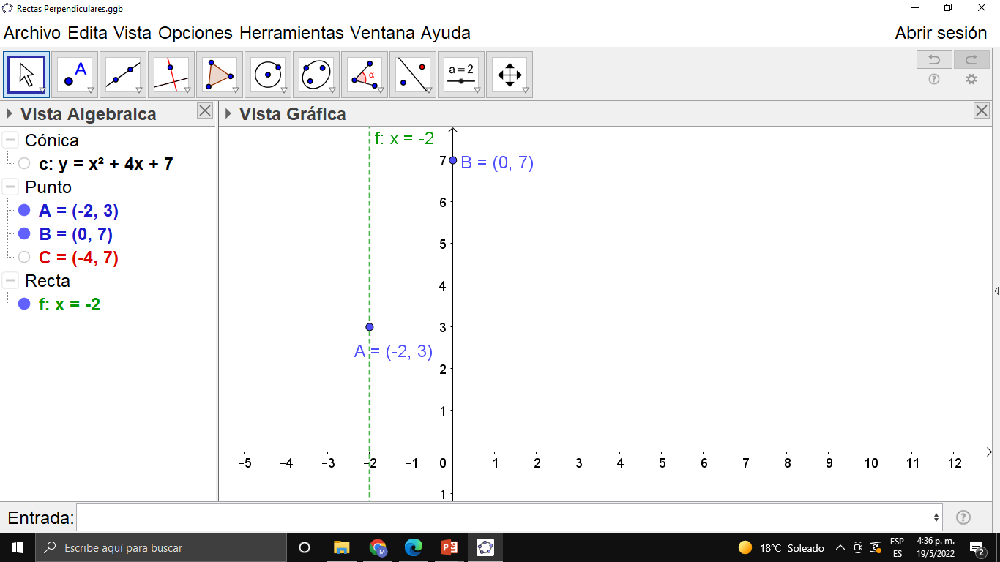 Rectas Perpendiculares.ggb
Archivo Edita Vista Opciones Herramientas Ventana Ayuda
Abrir sesión
A
α
a = 2
Vista Algebraica
Vista Gráfica
Cónica
c: y = x² + 4x + 7
Punto
A = (-2, 3)
B = (0, 7)
C = (-4, 7)
Recta
f: x = -2
f: x = -2
7
B = (0, 7)
6
5
4
3
A = (-2, 3)
2
1
−5 −4 −3 −2 −1 0 1 2 3 4 5 6 7 8 9 10 11 12
−1
Entrada:
Escribe aquí para buscar
M
P
18°C Soleado
ESP
ES
4:36 p. m.
19/5/2022
2